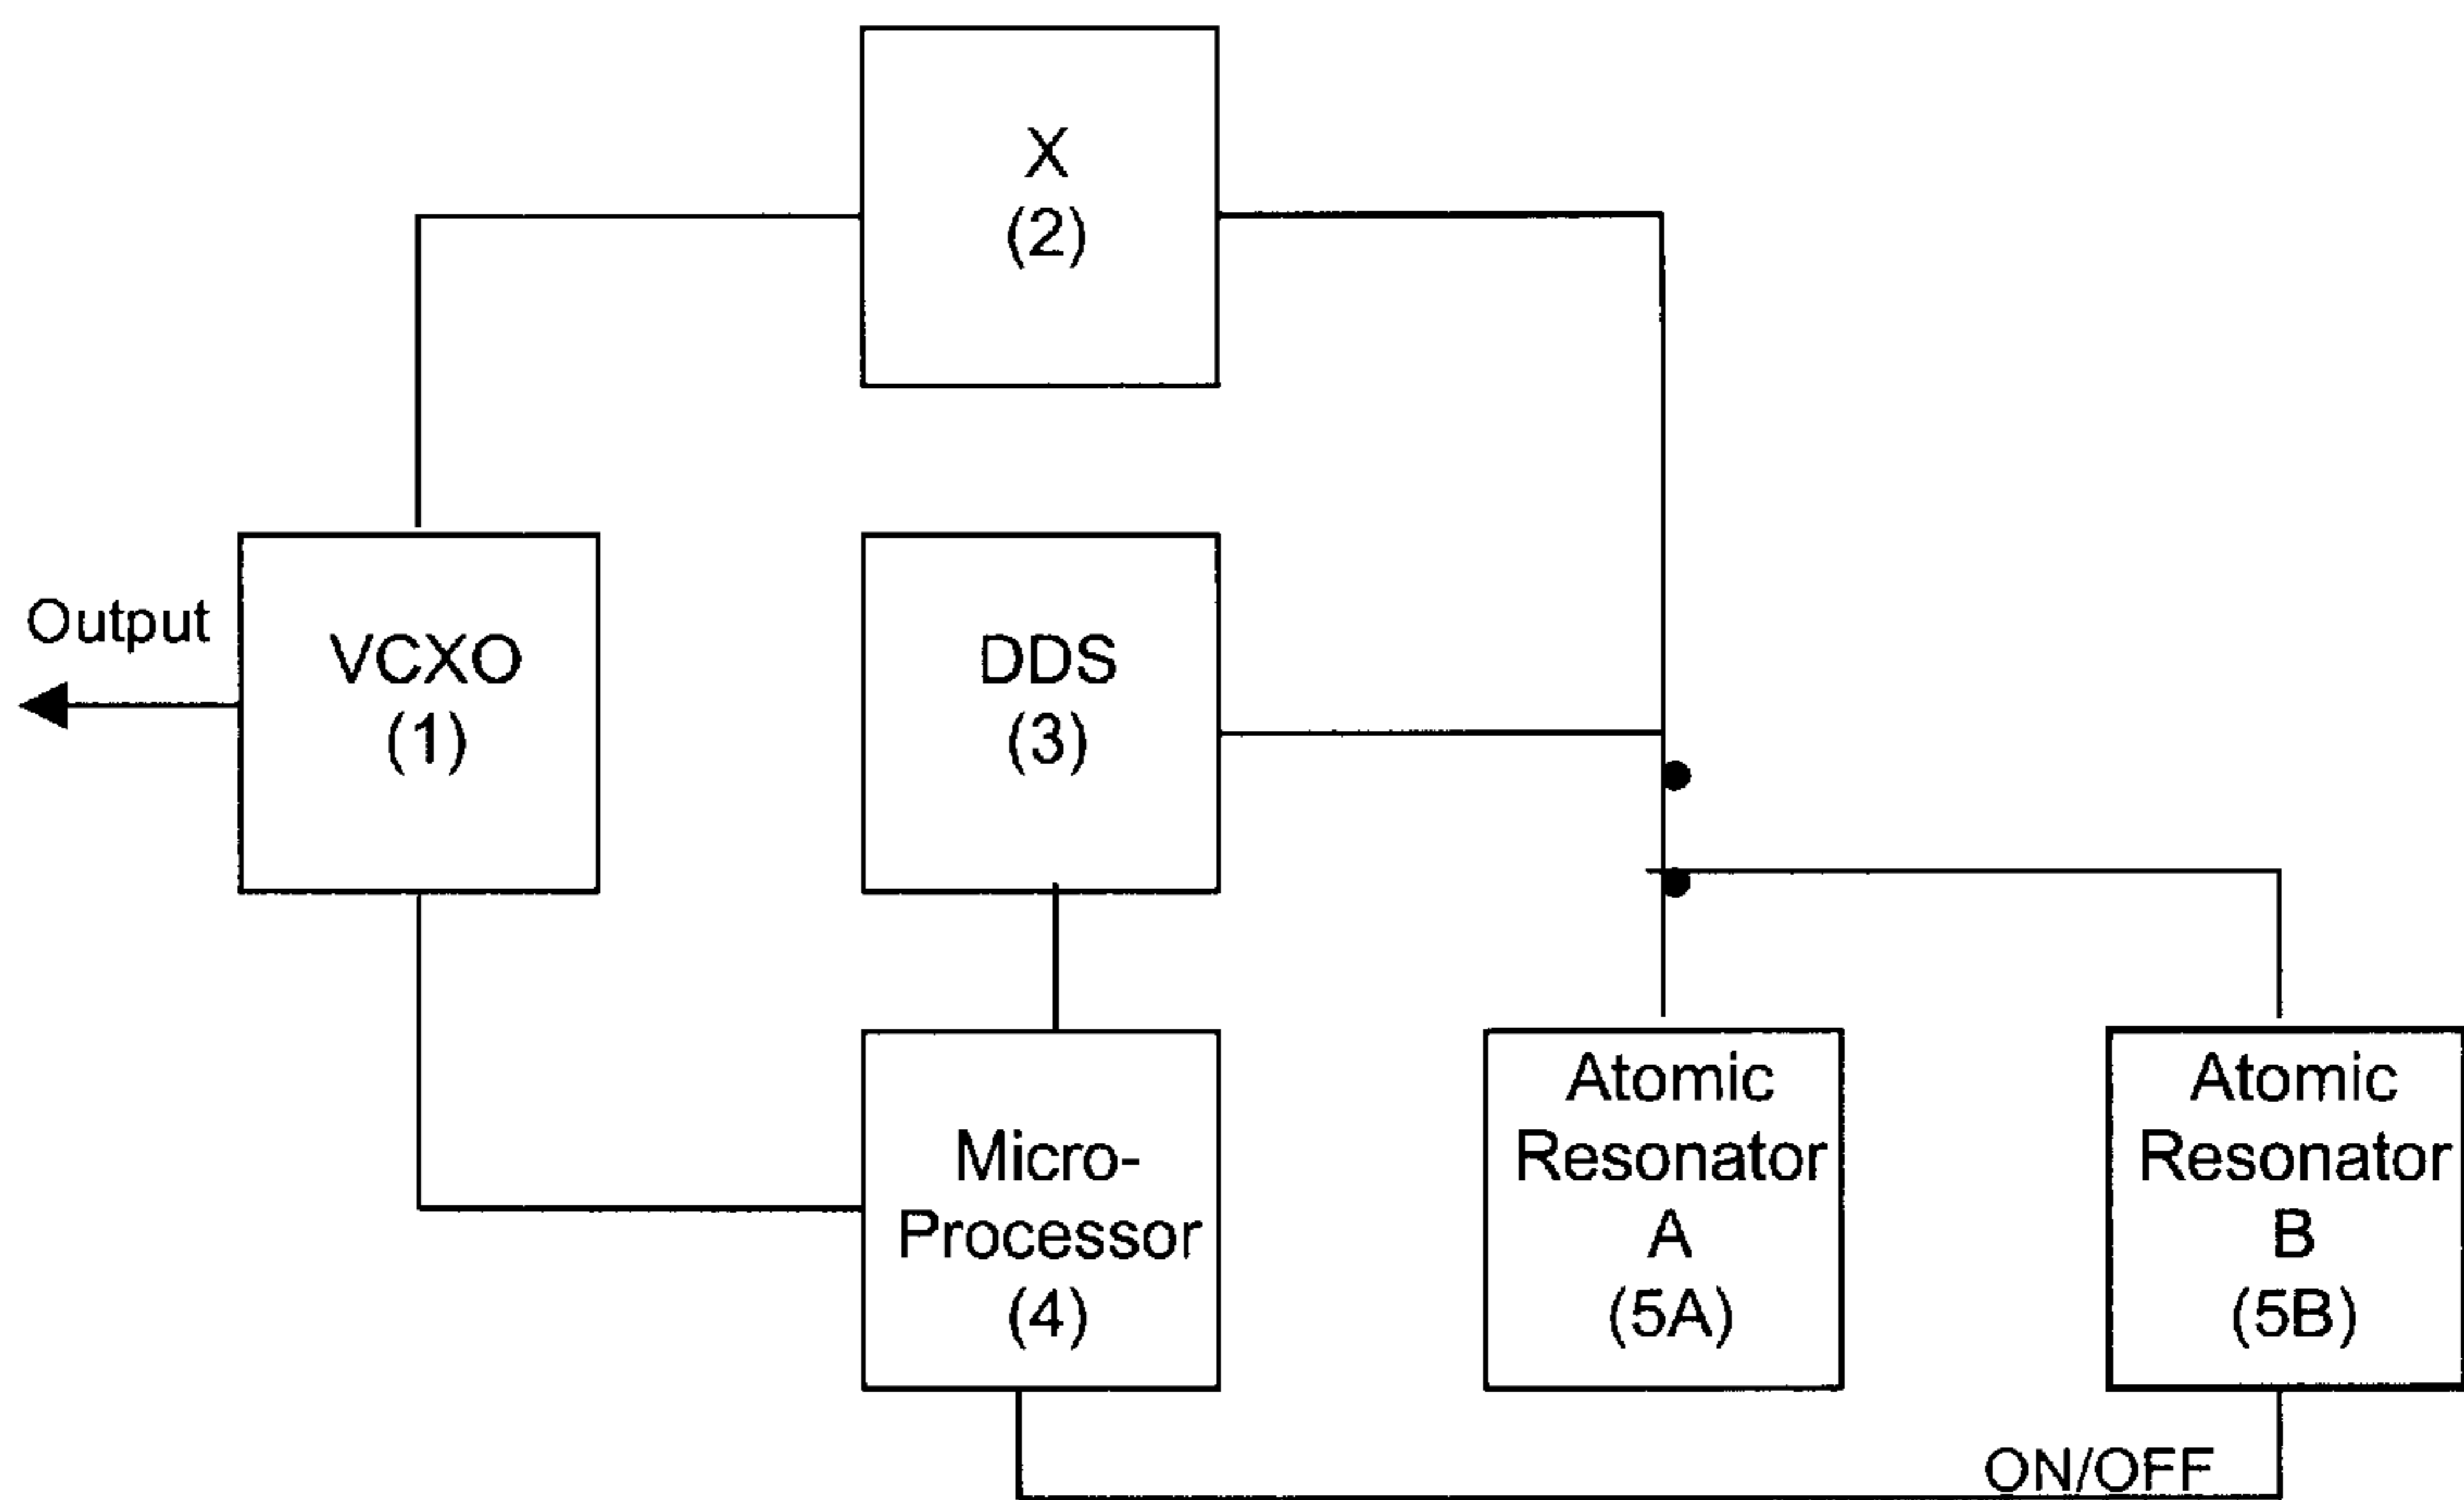 X
(2)
Output
VCXO
(1)
DDS
(3)
Micro-
Processor
(4)
Atomic
Resonator
A
(5A)
Atomic
Resonator
B
(5B)
ON/OFF